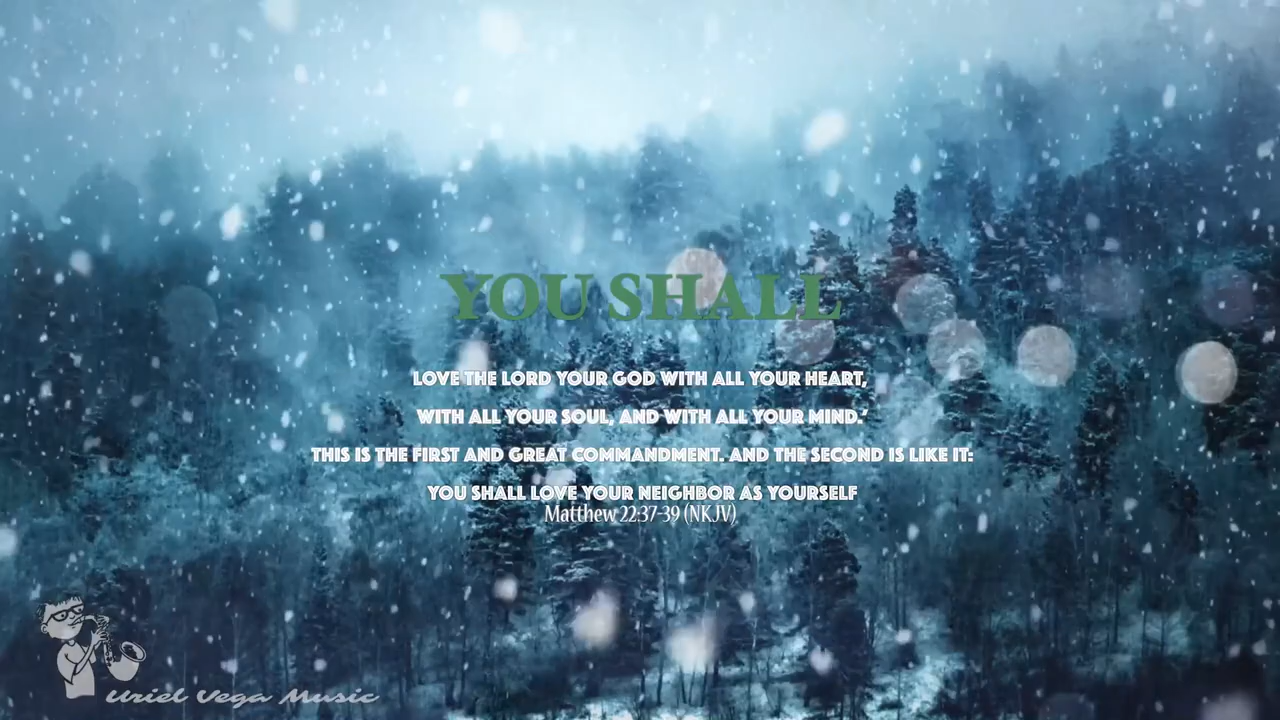 YOU SHALL
LOVE THE LORD YOUR GOD WITH ALL YOUR HEART,
WITH ALL YOUR SOUL, AND WITH ALL YOUR MIND.'
THIS IS THE FIRST AND GREAT COMMANDMENT. AND THE SECOND IS LIKE IT:
YOU SHALL LOVE YOUR NEIGHBOR AS YOURSELF
Matthew 22:37-39 (NKJV)
Uriel Vega Music